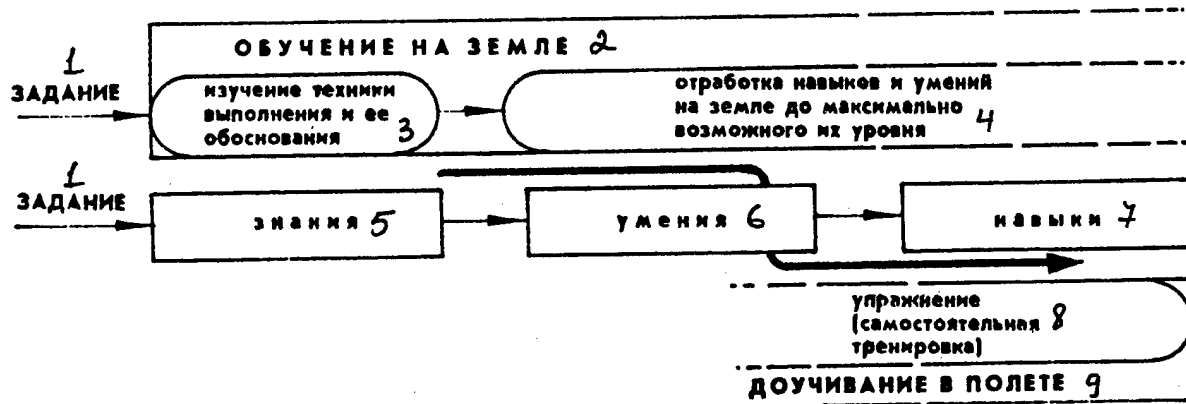 ОБУЧЕНИЕ НА ЗЕМЛЕ 2
1
ЗАДАНИЕ
изучение техники
выполнения и ее
обоснования 3
отработка навыков и умений
на земле до максимально
возможного их уровня 4
1
ЗАДАНИЕ
знания 5
умения 6
навыки 7
упражнение
(самостоятельная 8
тренировка)
ДОУЧИВАНИЕ В ПОЛЕТЕ 9